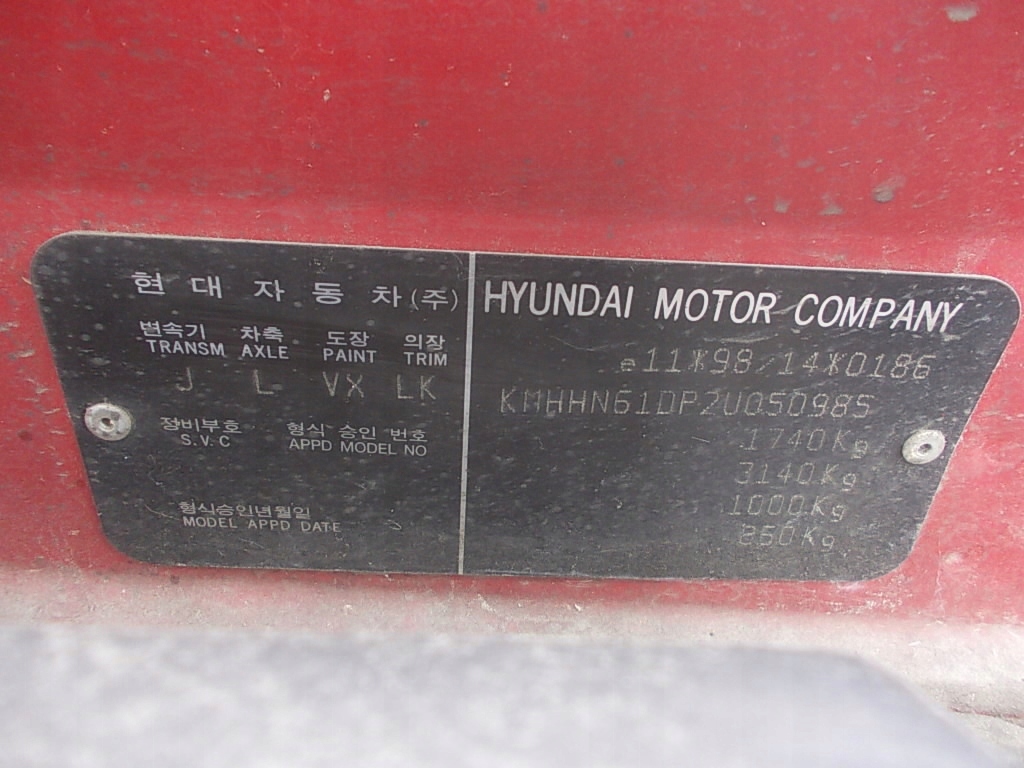 현대자동차(주)
변속기 차축 도장 의장
TRANSM AXLE PAINT TRIM
J L VX LK
장비부호 형식 승인 번호
S.V.C APPD MODEL NO
형식승인년월일
MODEL APPD DATE
HYUNDAI MOTOR COMPANY
e11*98/14*0186
KMHHN61DP2U050985
1740Kg
3140Kg
1000Kg
860Kg